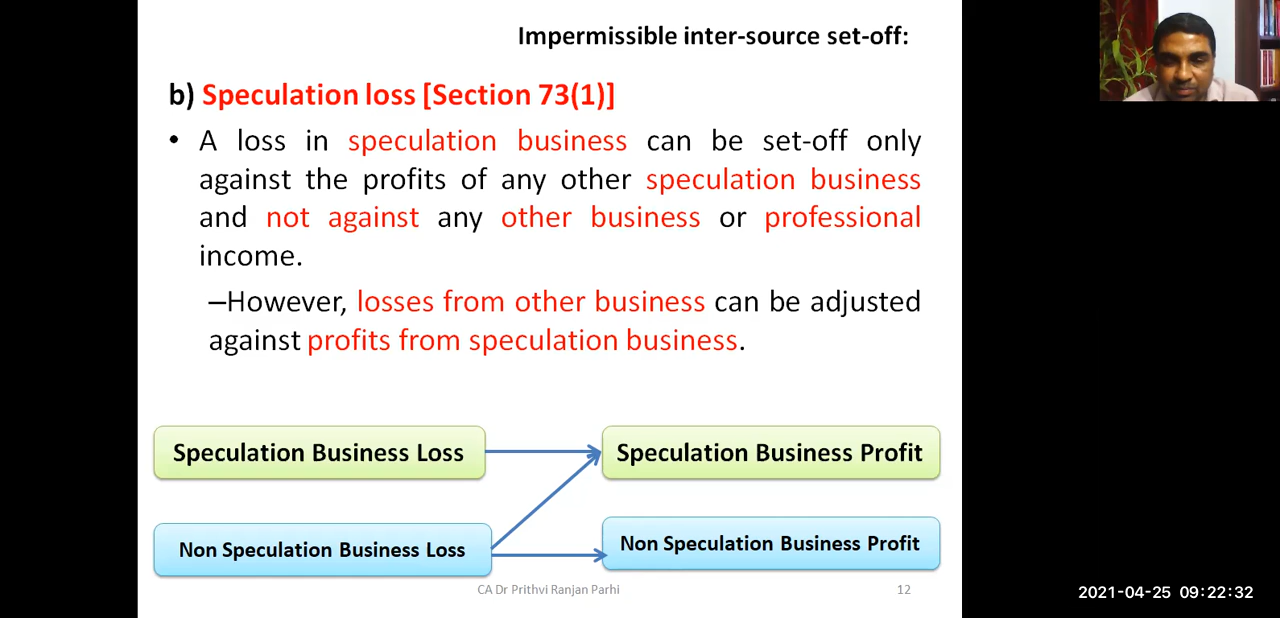 Impermissible inter-source set-off:
b) Speculation loss [Section 73(1)]
• A loss in speculation business can be set-off only
against the profits of any other speculation business
and not against any other business or professional
income.
–However, losses from other business can be adjusted
against profits from speculation business.
Speculation Business Loss
Speculation Business Profit
Non Speculation Business Loss
Non Speculation Business Profit
CA Dr Prithvi Ranjan Parhi
12
2021-04-25 09:22:32